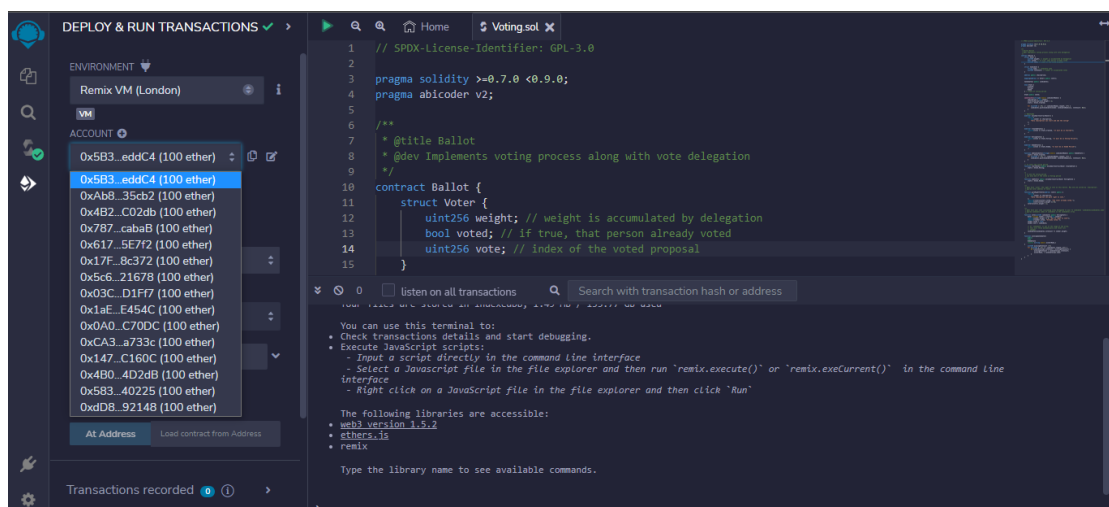 DEPLOY & RUN TRANSACTIONS
ENVIRONMENT
Remix VM (London)
VM
ACCOUNT
0x5B3...eddC4 (100 ether)
0x5B3...eddC4 (100 ether)
0xAb8...35cb2 (100 ether)
0x4B2...C02db (100 ether)
0x787...cabaB (100 ether)
0x617...5E7f2 (100 ether)
0x17F...8c372 (100 ether)
0x5c6...21678 (100 ether)
0x03C...D1Ff7 (100 ether)
0x1aE...E454C (100 ether)
0x0A0...C70DC (100 ether)
0xCA3...a733c (100 ether)
0x147...C160C (100 ether)
0x4B0...4D2dB (100 ether)
0x583...40225 (100 ether)
0xdD8...92148 (100 ether)
At Address Load contract from Address
Transactions recorded 0 i
Home Voting.sol
1 // SPDX-License-Identifier: GPL-3.0
2
3 pragma solidity >=0.7.0 <0.9.0;
4 pragma abicoder v2;
5
6 /**
7 * @title Ballot
8 * @dev Implements voting process along with vote delegation
9 */
10 contract Ballot {
11 struct Voter {
12 uint256 weight; // weight is accumulated by delegation
13 bool voted; // if true, that person already voted
14 uint256 vote; // index of the voted proposal
15 }
0 listen on all transactions Search with transaction hash or address
You can use this terminal to:
• Check transactions details and start debugging.
• Execute JavaScript scripts:
- Input a script directly in the command line interface
- Select a Javascript file in the file explorer and then run `remix.execute()` or `remix.exeCurrent()` in the command line
interface
- Right click on a JavaScript file in the file explorer and then click `Run`
The following libraries are accessible:
• web3 version 1.5.2
• ethers.js
• remix
Type the library name to see available commands.